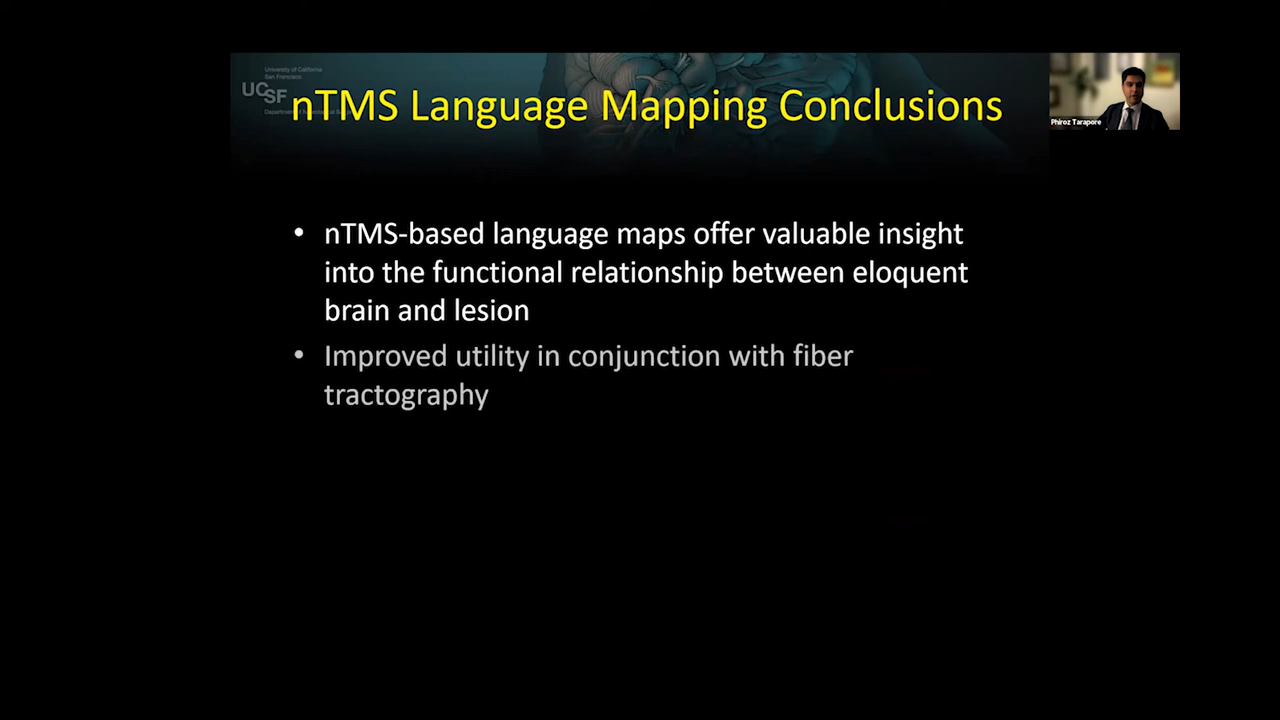 University of California
San Francisco
UCSF
nTMS Language Mapping Conclusions
Phiroz Tarapore
• nTMS-based language maps offer valuable insight
into the functional relationship between eloquent
brain and lesion
• Improved utility in conjunction with fiber
tractography